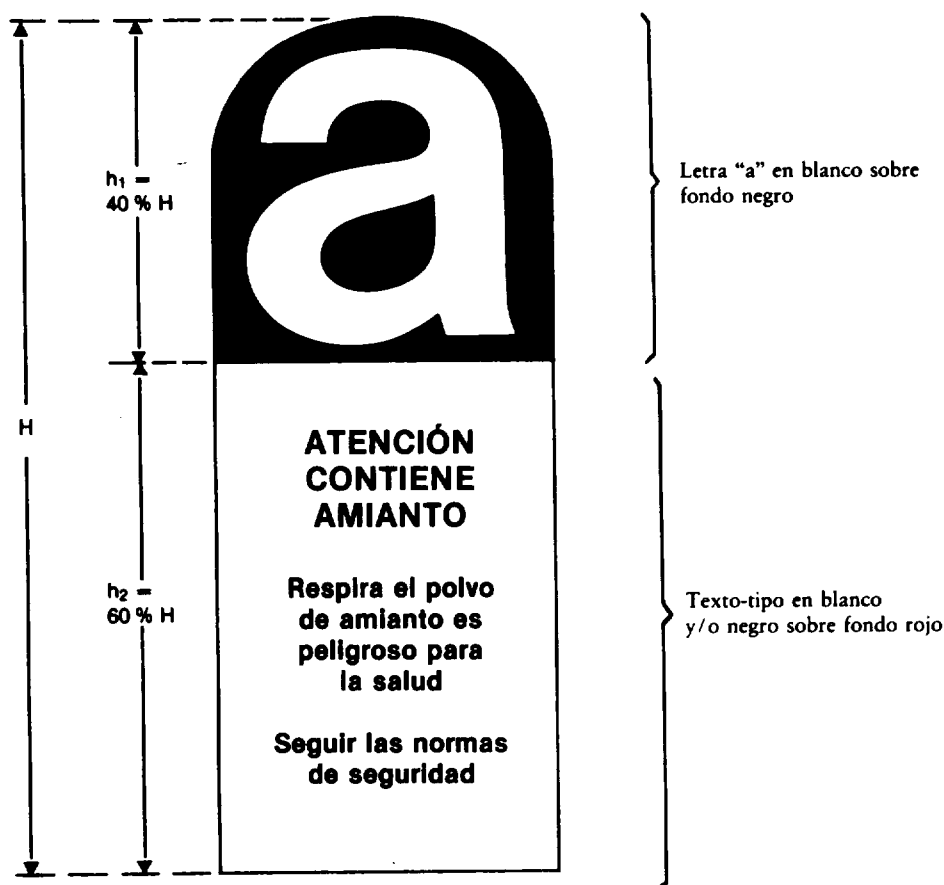 a
h₁ =
40 % H
Letra “a” en blanco sobre
fondo negro
H
ATENCIÓN
CONTIENE
AMIANTO
Respira el polvo
de amianto es
peligroso para
la salud
Seguir las normas
de seguridad
h₂ =
60 % H
Texto-tipo en blanco
y/o negro sobre fondo rojo